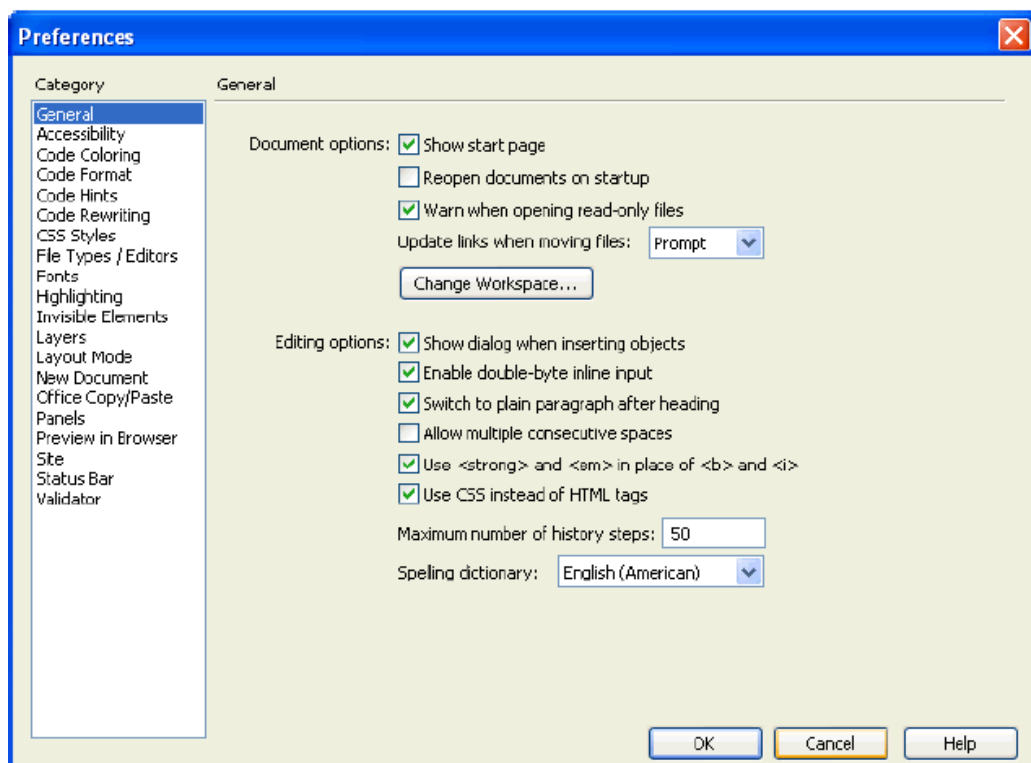 Preferences
Category
General
General
Accessibility
Code Coloring
Code Format
Code Hints
Code Rewriting
CSS Styles
File Types / Editors
Fonts
Highlighting
Invisible Elements
Layers
Layout Mode
New Document
Office Copy/Paste
Panels
Preview in Browser
Site
Status Bar
Validator
Document options: Show start page
Reopen documents on startup
Warn when opening read-only files
Update links when moving files: Prompt
Change Workspace...
Editing options: Show dialog when inserting objects
Enable double-byte inline input
Switch to plain paragraph after heading
Allow multiple consecutive spaces
Use <strong> and <em> in place of <b> and <i>
Use CSS instead of HTML tags
Maximum number of history steps: 50
Speling dictionary: English (American)
OK Cancel Help